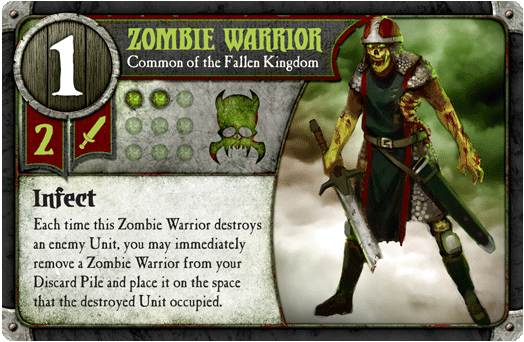 1
ZOMBIE WARRIOR
Common of the Fallen Kingdom
2
Infect
Each time this Zombie Warrior destroys
an enemy Unit, you may immediately
remove a Zombie Warrior from your
Discard Pile and place it on the space
that the destroyed Unit occupied.